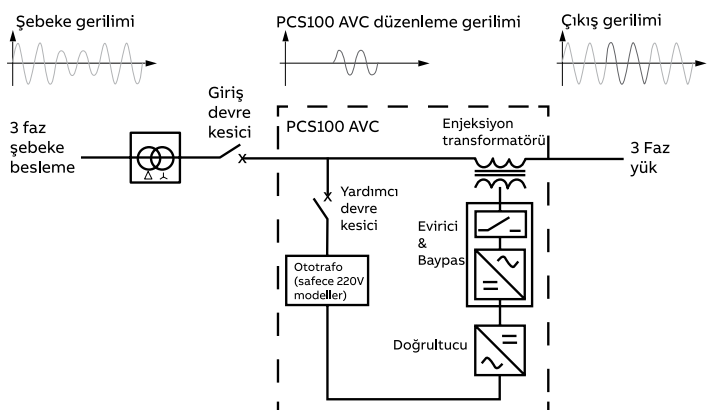 Şebeke gerilimi
PCS100 AVC düzenleme gerilimi
Çıkış gerilimi
3 faz
şebeke
besleme
Giriş
devre
kesici
PCS100 AVC
Enjeksiyon
transformatörü
3 Faz
yük
Yardımcı
devre
kesici
Evirici
&
Baypas
Ototrafo
(safece 220V
modeller)
Doğrultucu